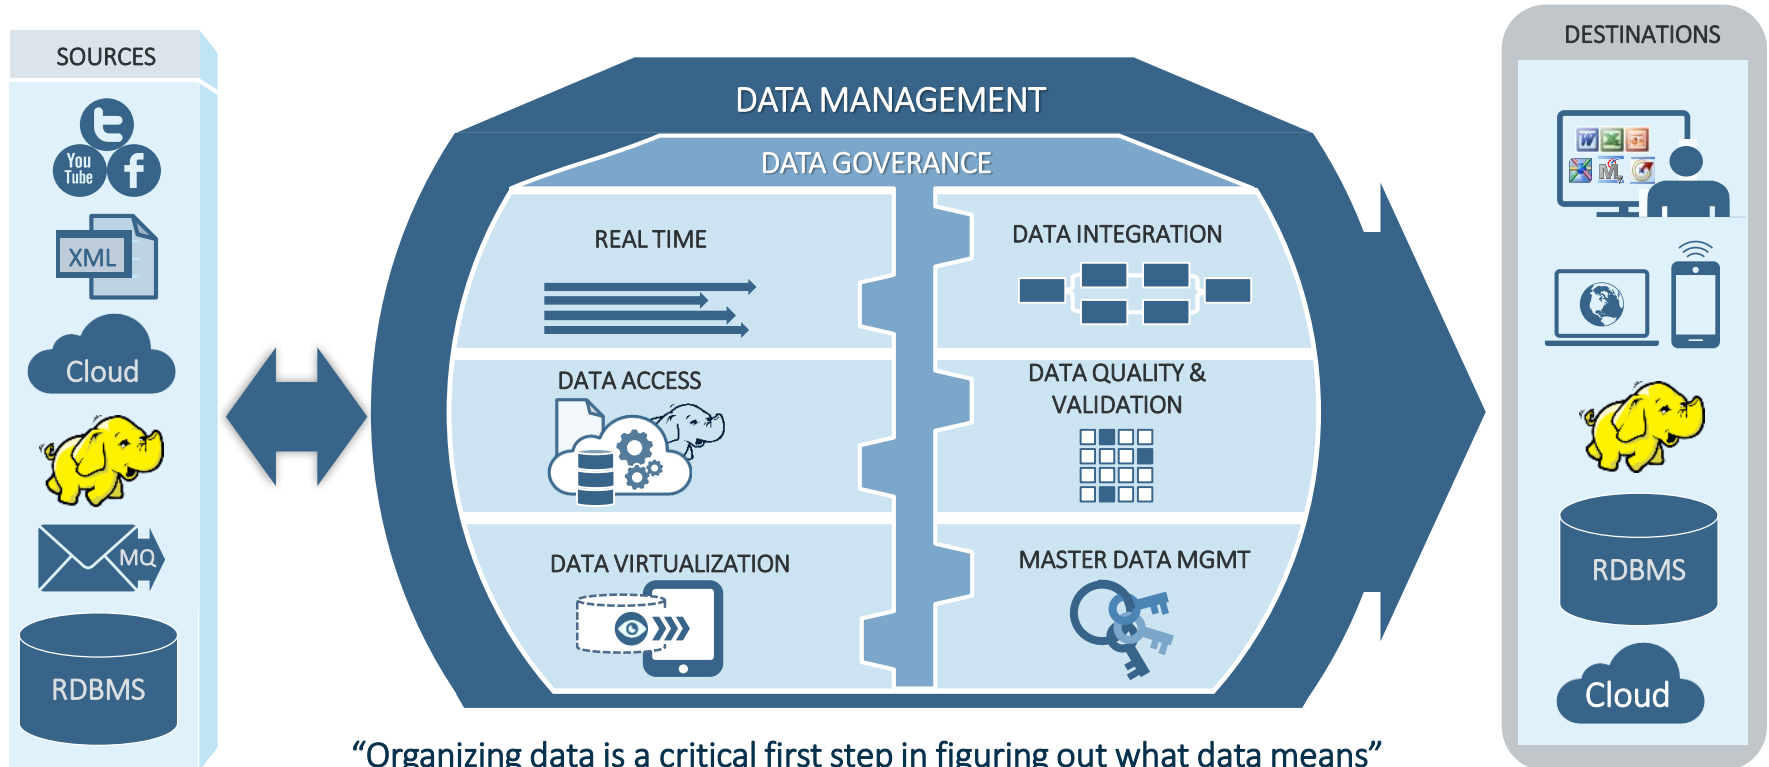 SOURCES
You
Tube
XML
Cloud
MQ
RDBMS
DATA MANAGEMENT
DATA GOVERANCE
REAL TIME
DATA INTEGRATION
DATA ACCESS
DATA QUALITY &
VALIDATION
DATA VIRTUALIZATION
MASTER DATA MGMT
“Organizing data is a critical first step in figuring out what data means”
DESTINATIONS
RDBMS
Cloud